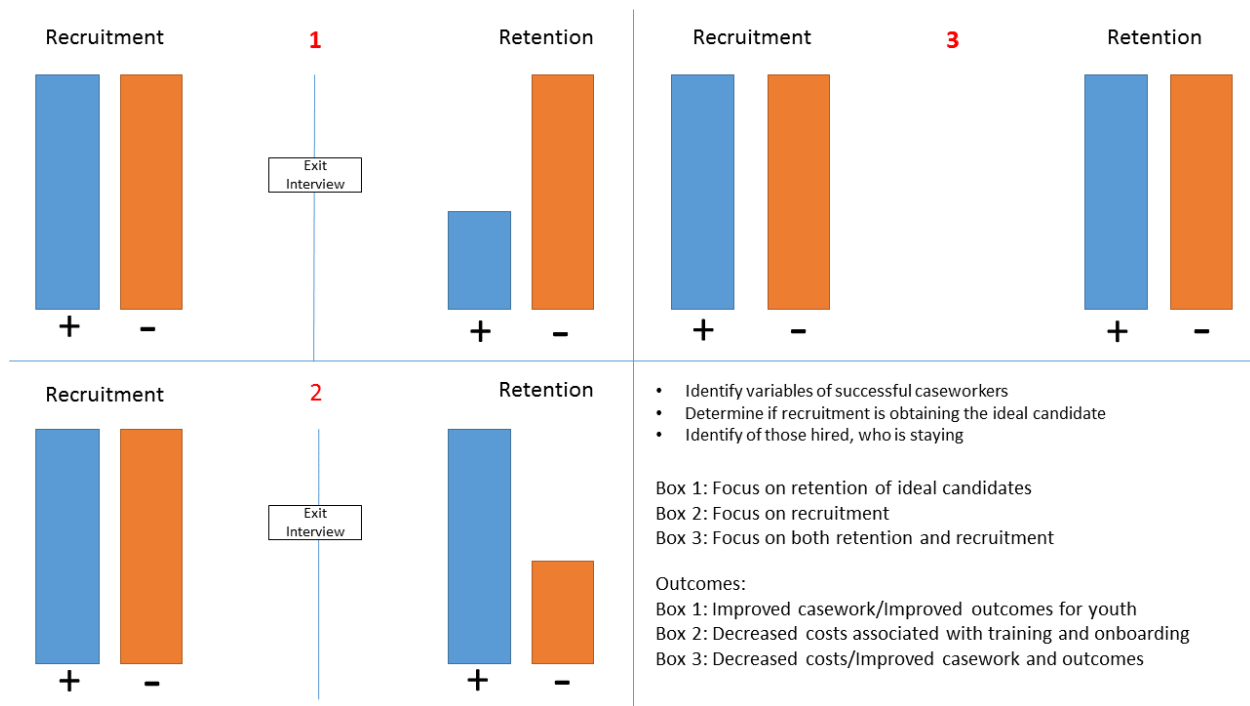 Recruitment
1
Retention
Exit
Interview
+
-
+
-
Recruitment
3
Retention
+
-
+
-
Recruitment
2
Retention
Exit
Interview
+
-
+
-
• Identify variables of successful caseworkers
• Determine if recruitment is obtaining the ideal candidate
• Identify of those hired, who is staying
Box 1: Focus on retention of ideal candidates
Box 2: Focus on recruitment
Box 3: Focus on both retention and recruitment
Outcomes:
Box 1: Improved casework/Improved outcomes for youth
Box 2: Decreased costs associated with training and onboarding
Box 3: Decreased costs/Improved casework and outcomes